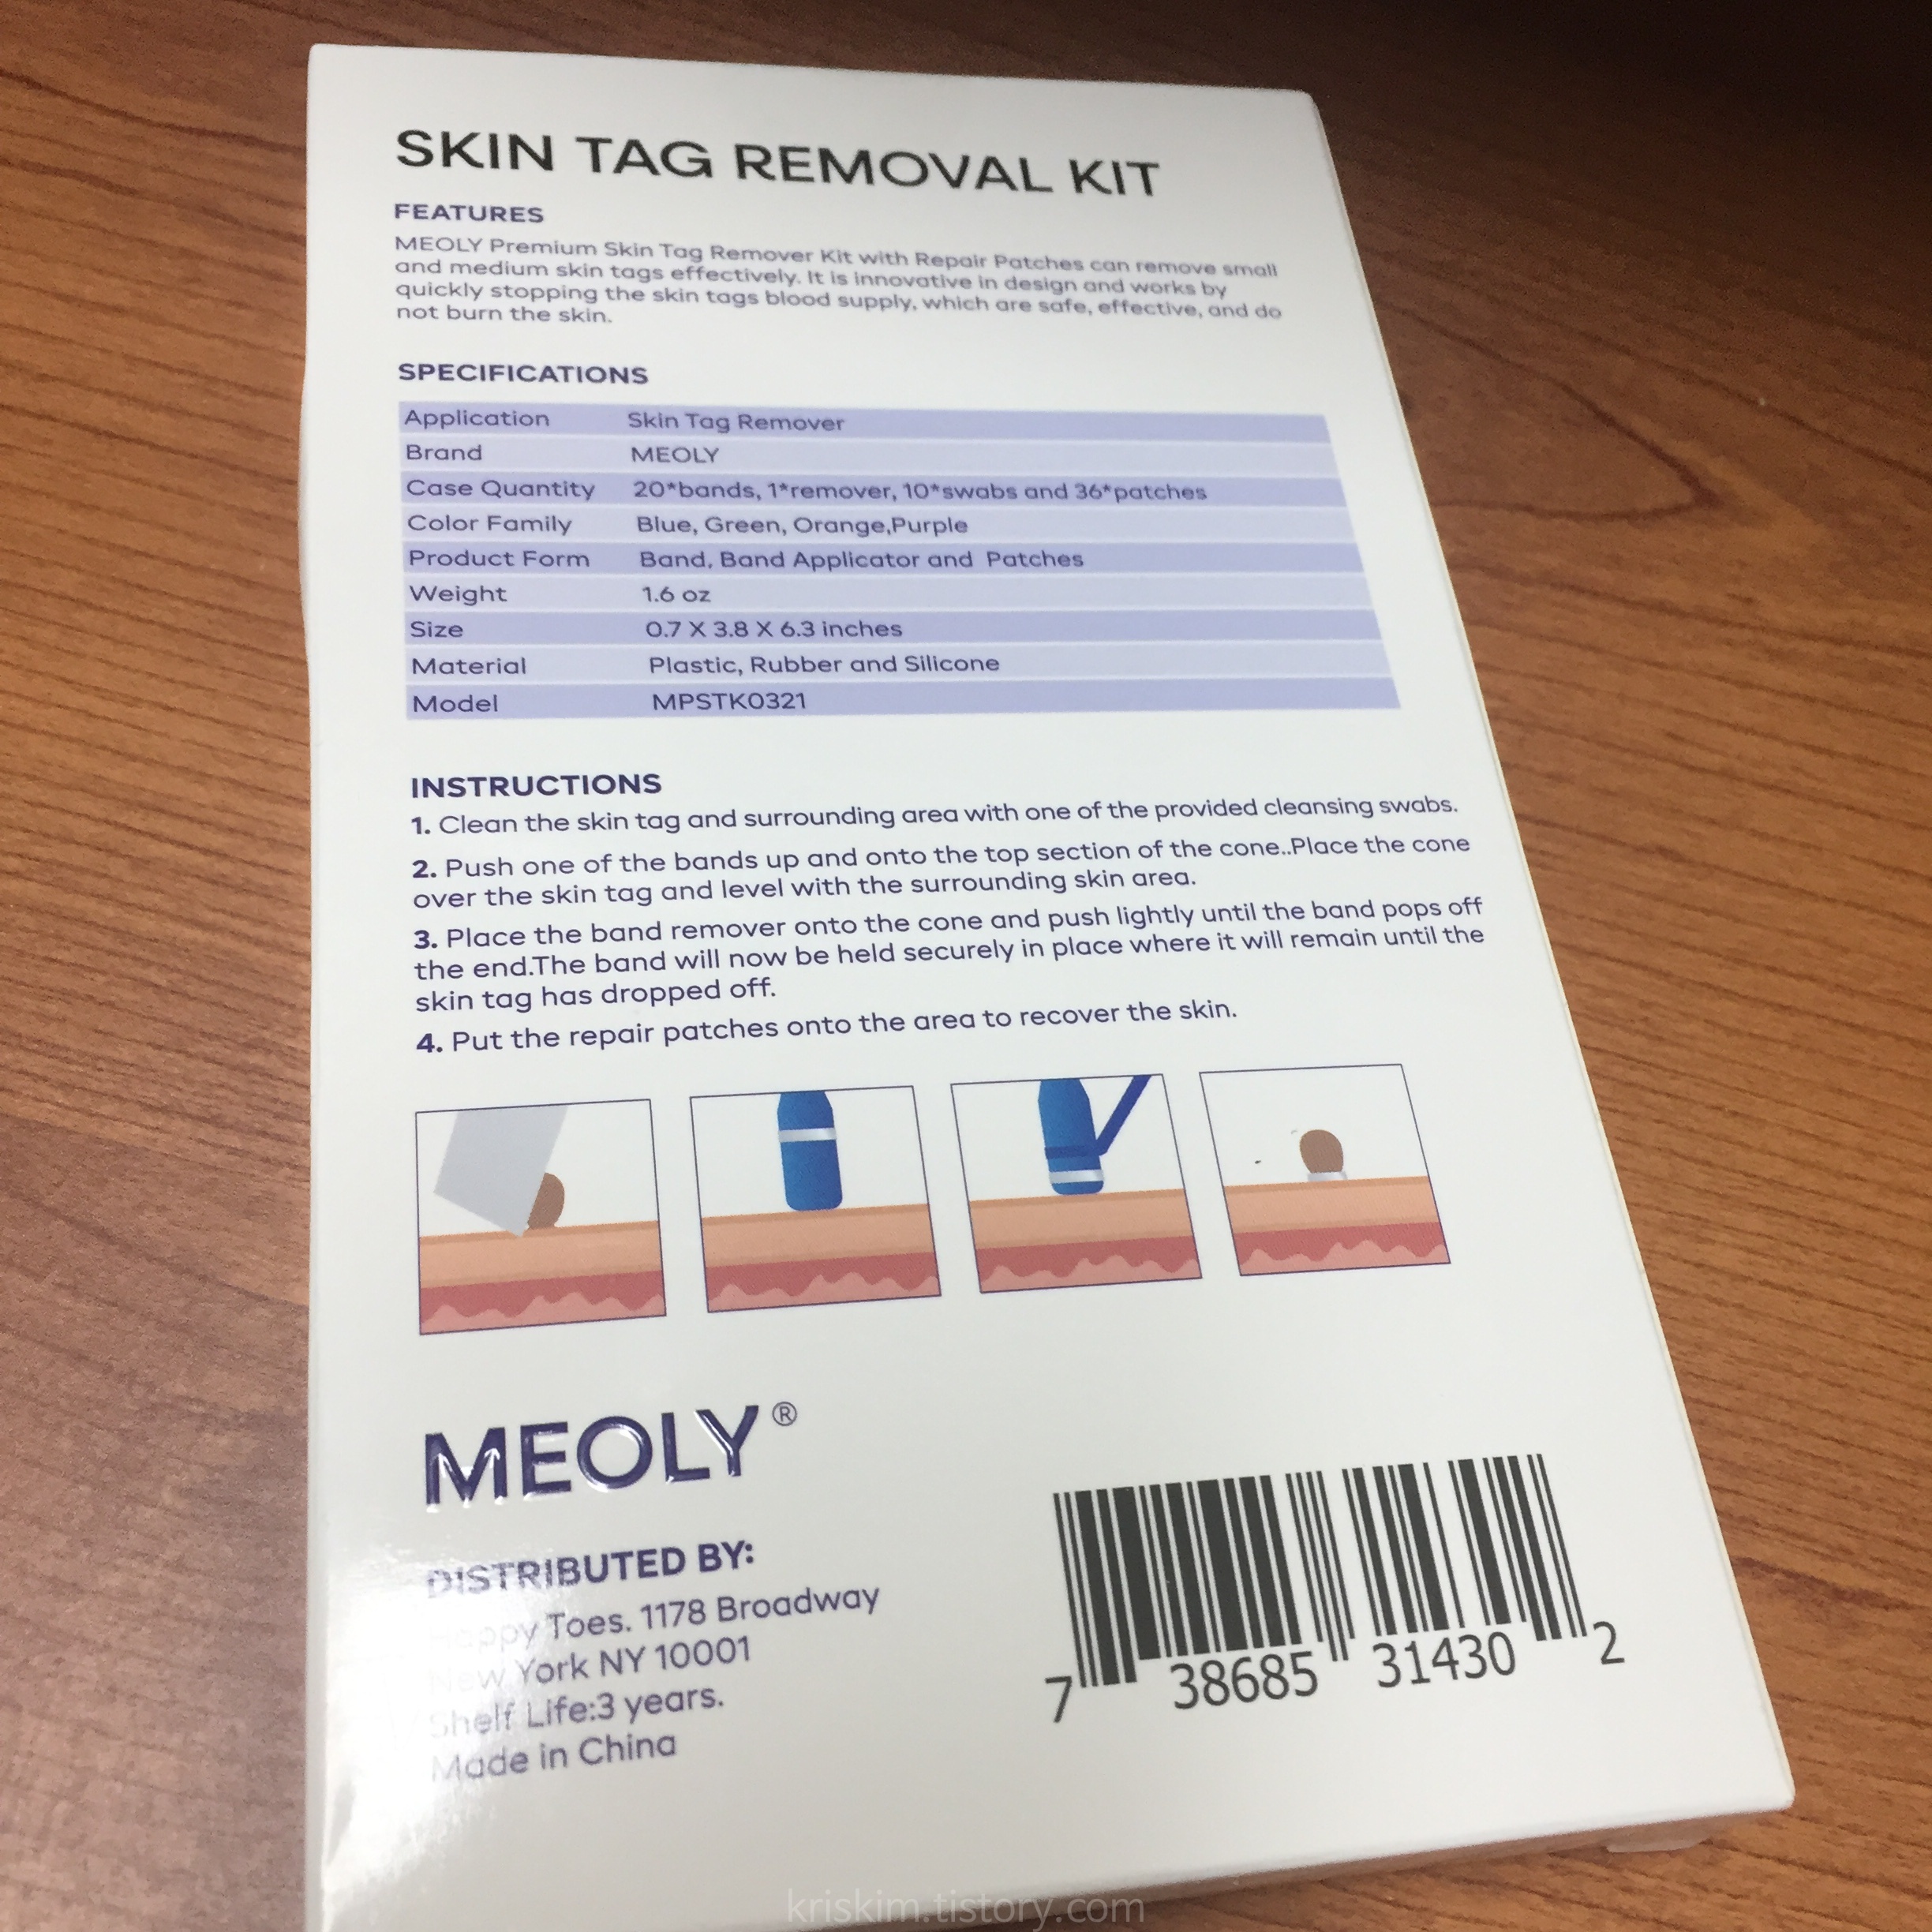 SKIN TAG REMOVAL KIT
FEATURES
MEOLY Premium Skin Tag Remover Kit with Repair Patches can remove small
and medium skin tags effectively. It is innovative in design and works by
quickly stopping the skin tags blood supply, which are safe, effective, and do
not burn the skin.
SPECIFICATIONS
Application Skin Tag Remover
Brand MEOLY
Case Quantity 20*bands, 1*remover, 10*swabs and 36*patches
Color Family Blue, Green, Orange,Purple
Product Form Band, Band Applicator and Patches
Weight 1.6 oz
Size 0.7 X 3.8 X 6.3 inches
Material Plastic, Rubber and Silicone
Model MPSTK0321
INSTRUCTIONS
1. Clean the skin tag and surrounding area with one of the provided cleansing swabs.
2. Push one of the bands up and onto the top section of the cone..Place the cone
over the skin tag and level with the surrounding skin area.
3. Place the band remover onto the cone and push lightly until the band pops off
the end.The band will now be held securely in place where it will remain until the
skin tag has dropped off.
4. Put the repair patches onto the area to recover the skin.
MEOLY®
DISTRIBUTED BY:
Happy Toes. 1178 Broadway
New York NY 10001
Shelf Life:3 years.
Made in China
7 38685 31430 2
kriskim.tistory.com